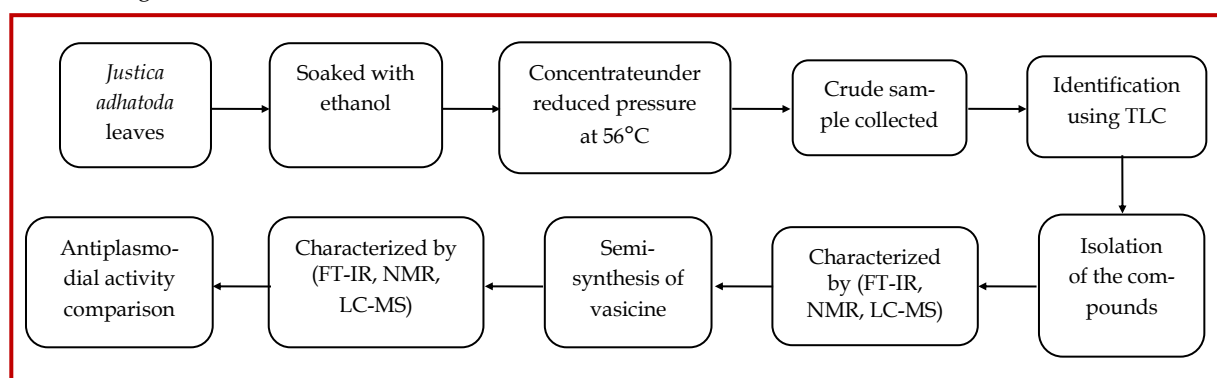 Justica
adhatoda
leaves
Soaked with
ethanol
Concentrateunder
reduced pressure
at 56°C
Crude sam-
ple collected
Identification
using TLC
Antiplasmo-
dial activity
comparison
Characterized by
(FT-IR, NMR,
LC-MS)
Semi-
synthesis of
vasicine
Characterized
by (FT-IR,
NMR, LC-MS)
Isolation
of the com-
pounds